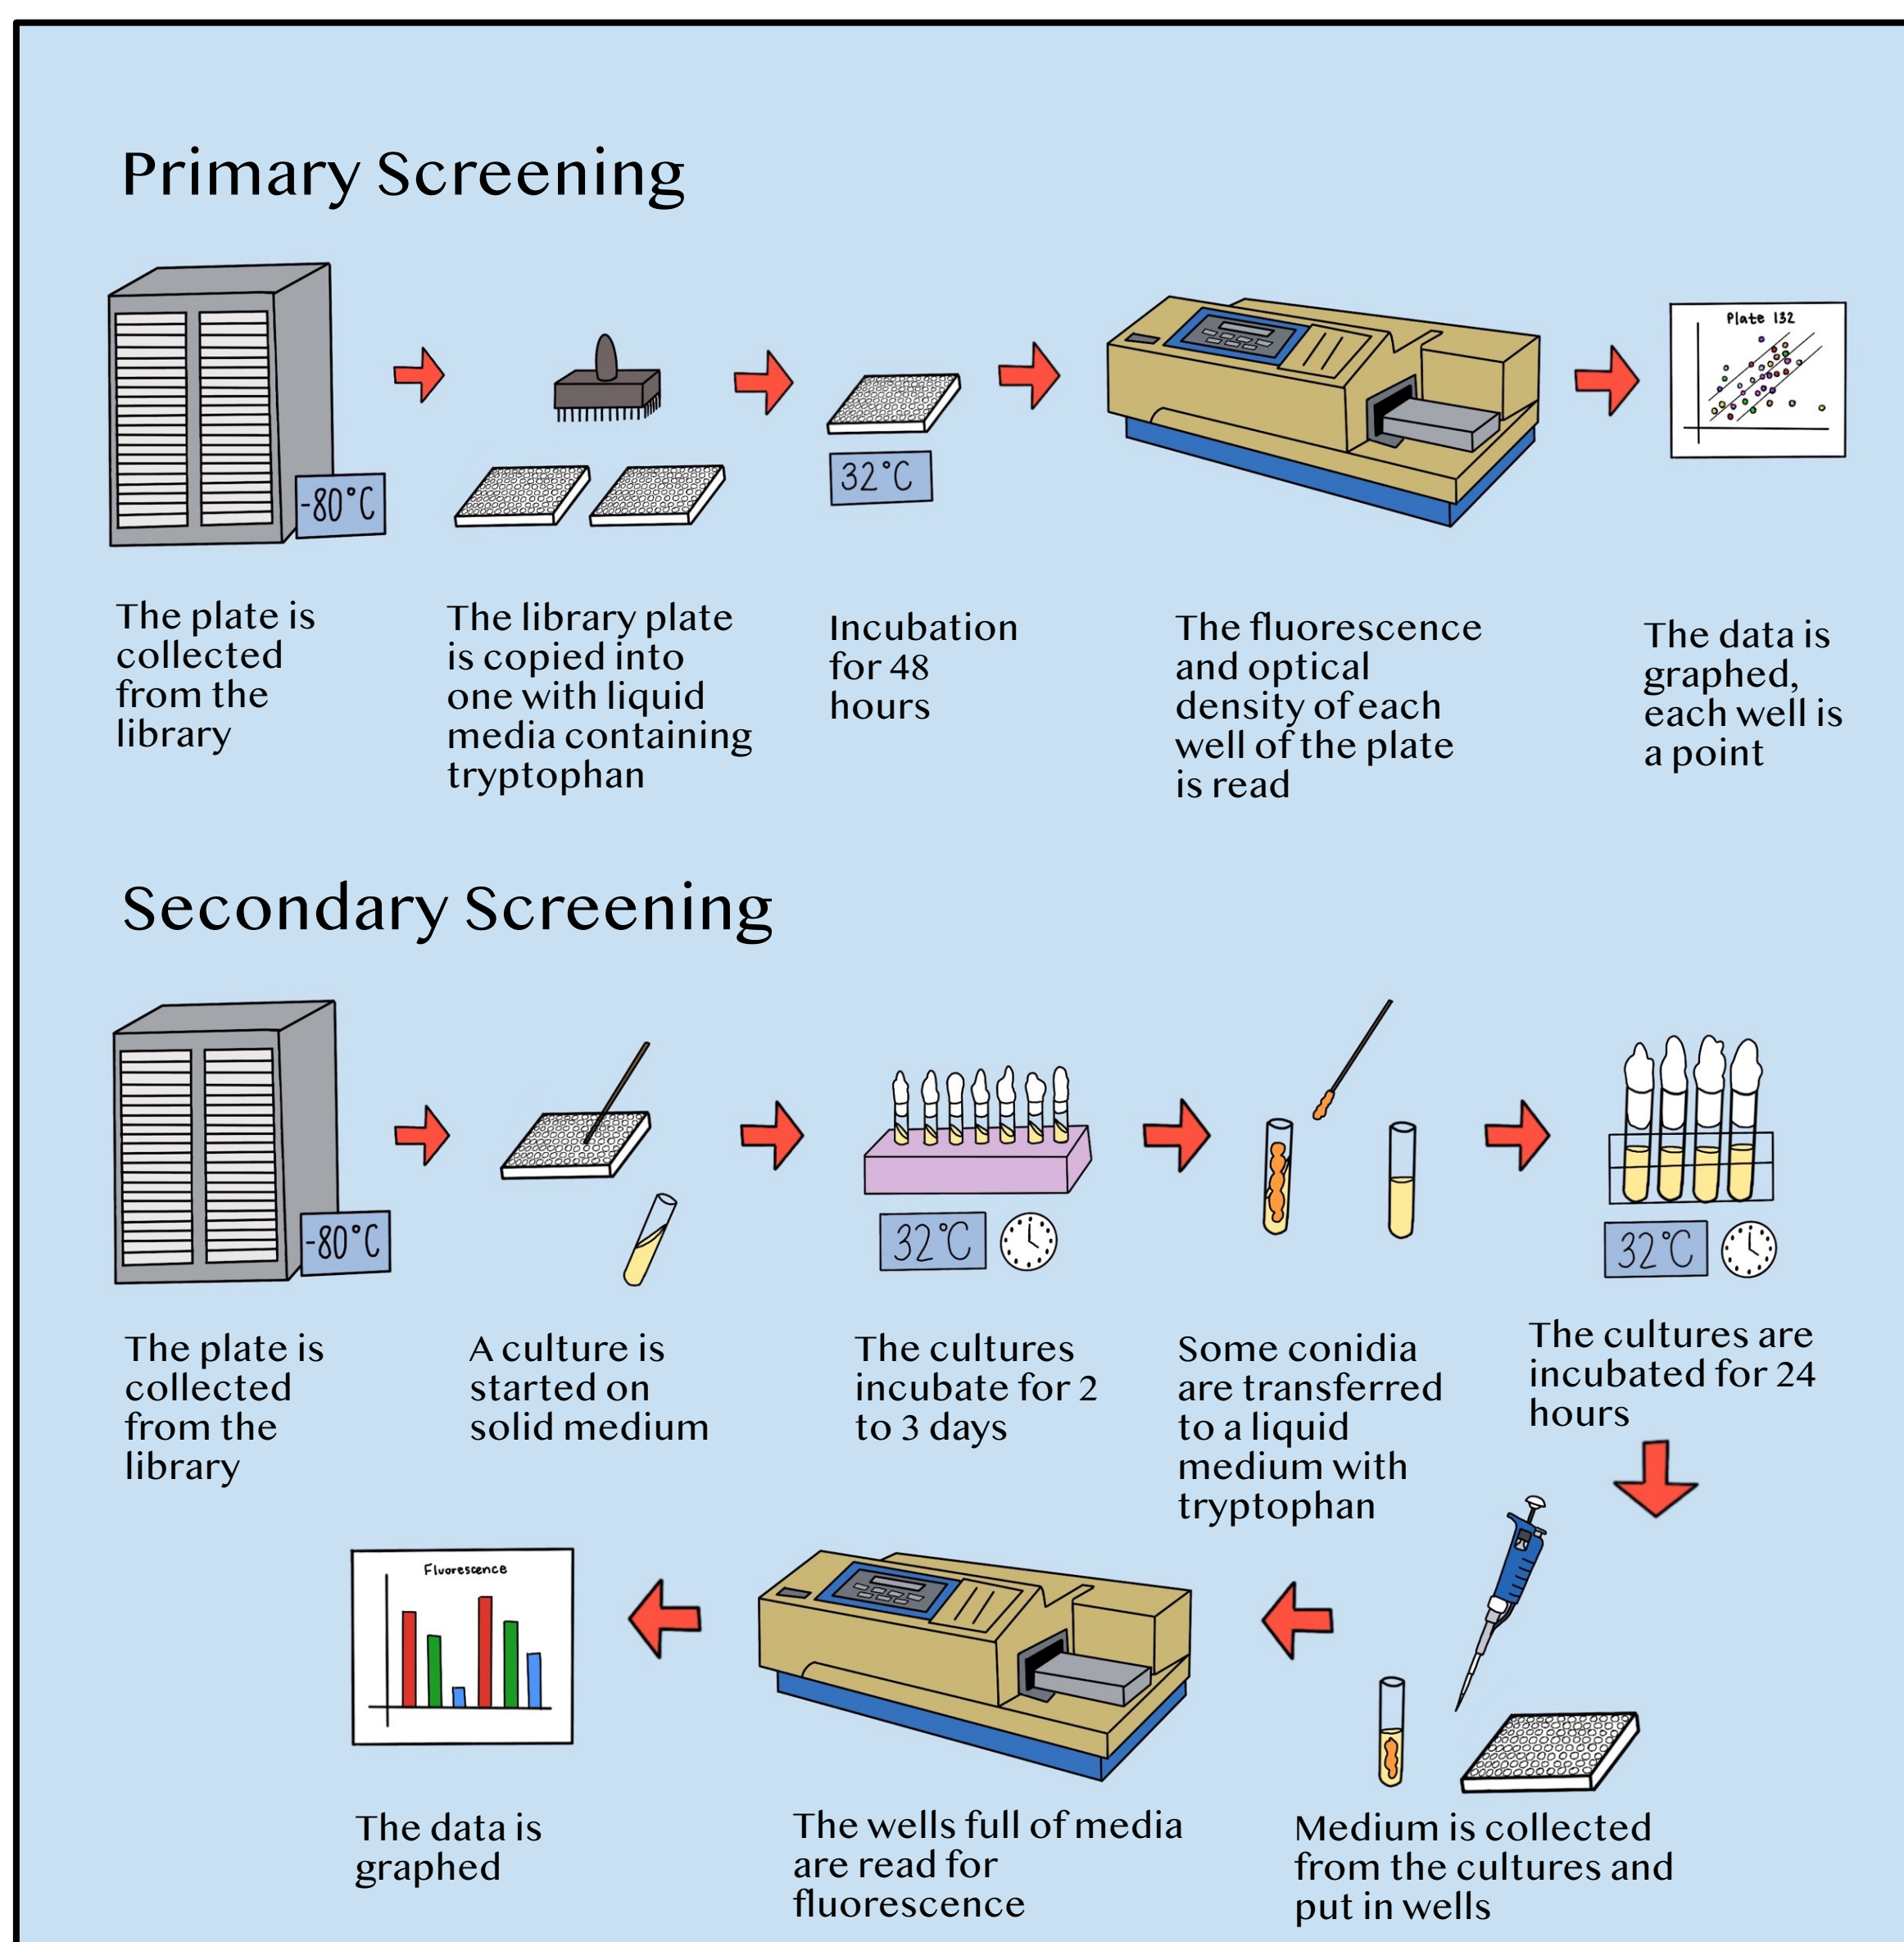 Primary Screening
-80°C
32°C
Plate 132
The plate is
collected
from the
library
The library plate
is copied into
one with liquid
media containing
tryptophan
Incubation
for 48
hours
The fluorescence
and optical
density of each
well of the plate
is read
The data is
graphed,
each well is
a point
Secondary Screening
-80°C
32°C
32°C
The plate is
collected
from the
library
A culture is
started on
solid medium
The cultures
incubate for 2
to 3 days
Some conidia
are transferred
to a liquid
medium with
tryptophan
The cultures are
incubated for 24
hours
Fluorescence
The data is
graphed
The wells full of media
are read for
fluorescence
Medium is collected
from the cultures and
put in wells